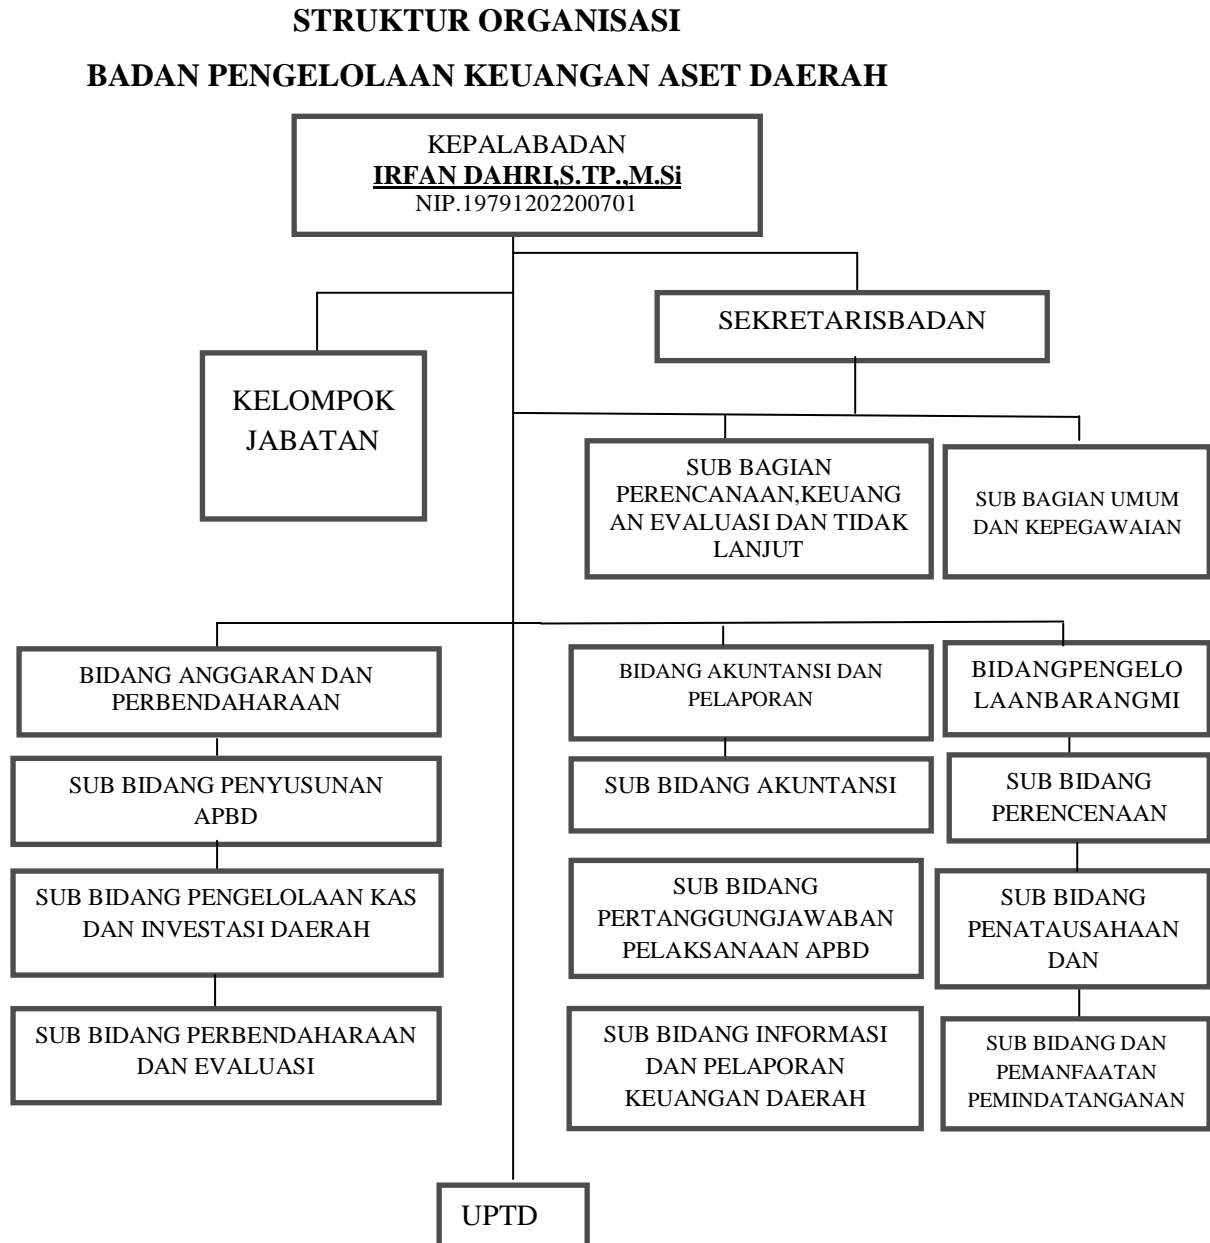 STRUKTUR ORGANISASI
BADAN PENGELOLAAN KEUANGAN ASET DAERAH
KEPALABADAN
IRFAN DAHRI,S.TP.,M.Si
NIP.19791202200701
SEKRETARISBADAN
KELOMPOK
JABATAN
SUB BAGIAN
PERENCANAAN,KEUANG
AN EVALUASI DAN TIDAK
LANJUT
SUB BAGIAN UMUM
DAN KEPEGAWAIAN
BIDANG ANGGARAN DAN
PERBENDAHARAAN
BIDANG AKUNTANSI DAN
PELAPORAN
BIDANGPENGELO
LAANBARANGMI
SUB BIDANG PENYUSUNAN
APBD
SUB BIDANG AKUNTANSI
SUB BIDANG
PERENCENAAN
SUB BIDANG PENGELOLAAN KAS
DAN INVESTASI DAERAH
SUB BIDANG
PERTANGGUNGJAWABAN
PELAKSANAAN APBD
SUB BIDANG
PENATAUSAHAAN
DAN
SUB BIDANG PERBENDAHARAAN
DAN EVALUASI
SUB BIDANG INFORMASI
DAN PELAPORAN
KEUANGAN DAERAH
SUB BIDANG DAN
PEMANFAATAN
PEMINDATANGANAN
UPTD